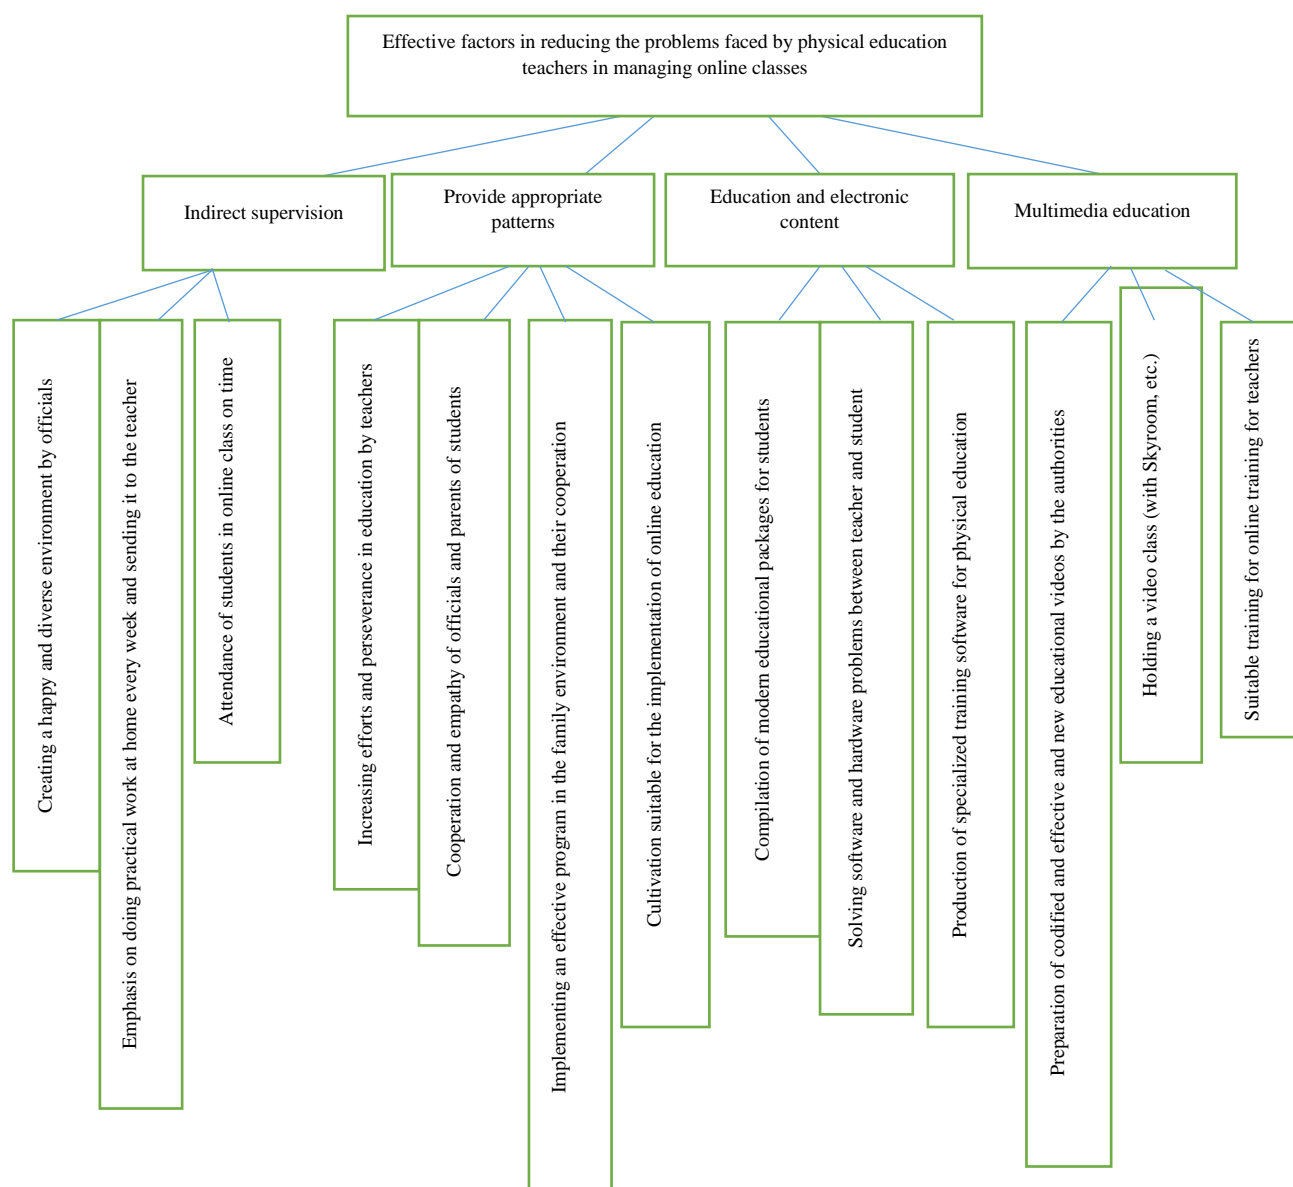 Effective factors in reducing the problems faced by physical education
teachers in managing online classes
Indirect supervision
Provide appropriate
patterns
Education and electronic
content
Multimedia education
Creating a happy and diverse environment by officials
Emphasis on doing practical work at home every week and sending it to the teacher
Attendance of students in online class on time
Increasing efforts and perseverance in education by teachers
Cooperation and empathy of officials and parents of students
Implementing an effective program in the family environment and their cooperation
Cultivation suitable for the implementation of online education
Compilation of modern educational packages for students
Solving software and hardware problems between teacher and student
Production of specialized training software for physical education
Preparation of codified and effective and new educational videos by the authorities
Holding a video class (with Skyroom, etc.)
Suitable training for online training for teachers